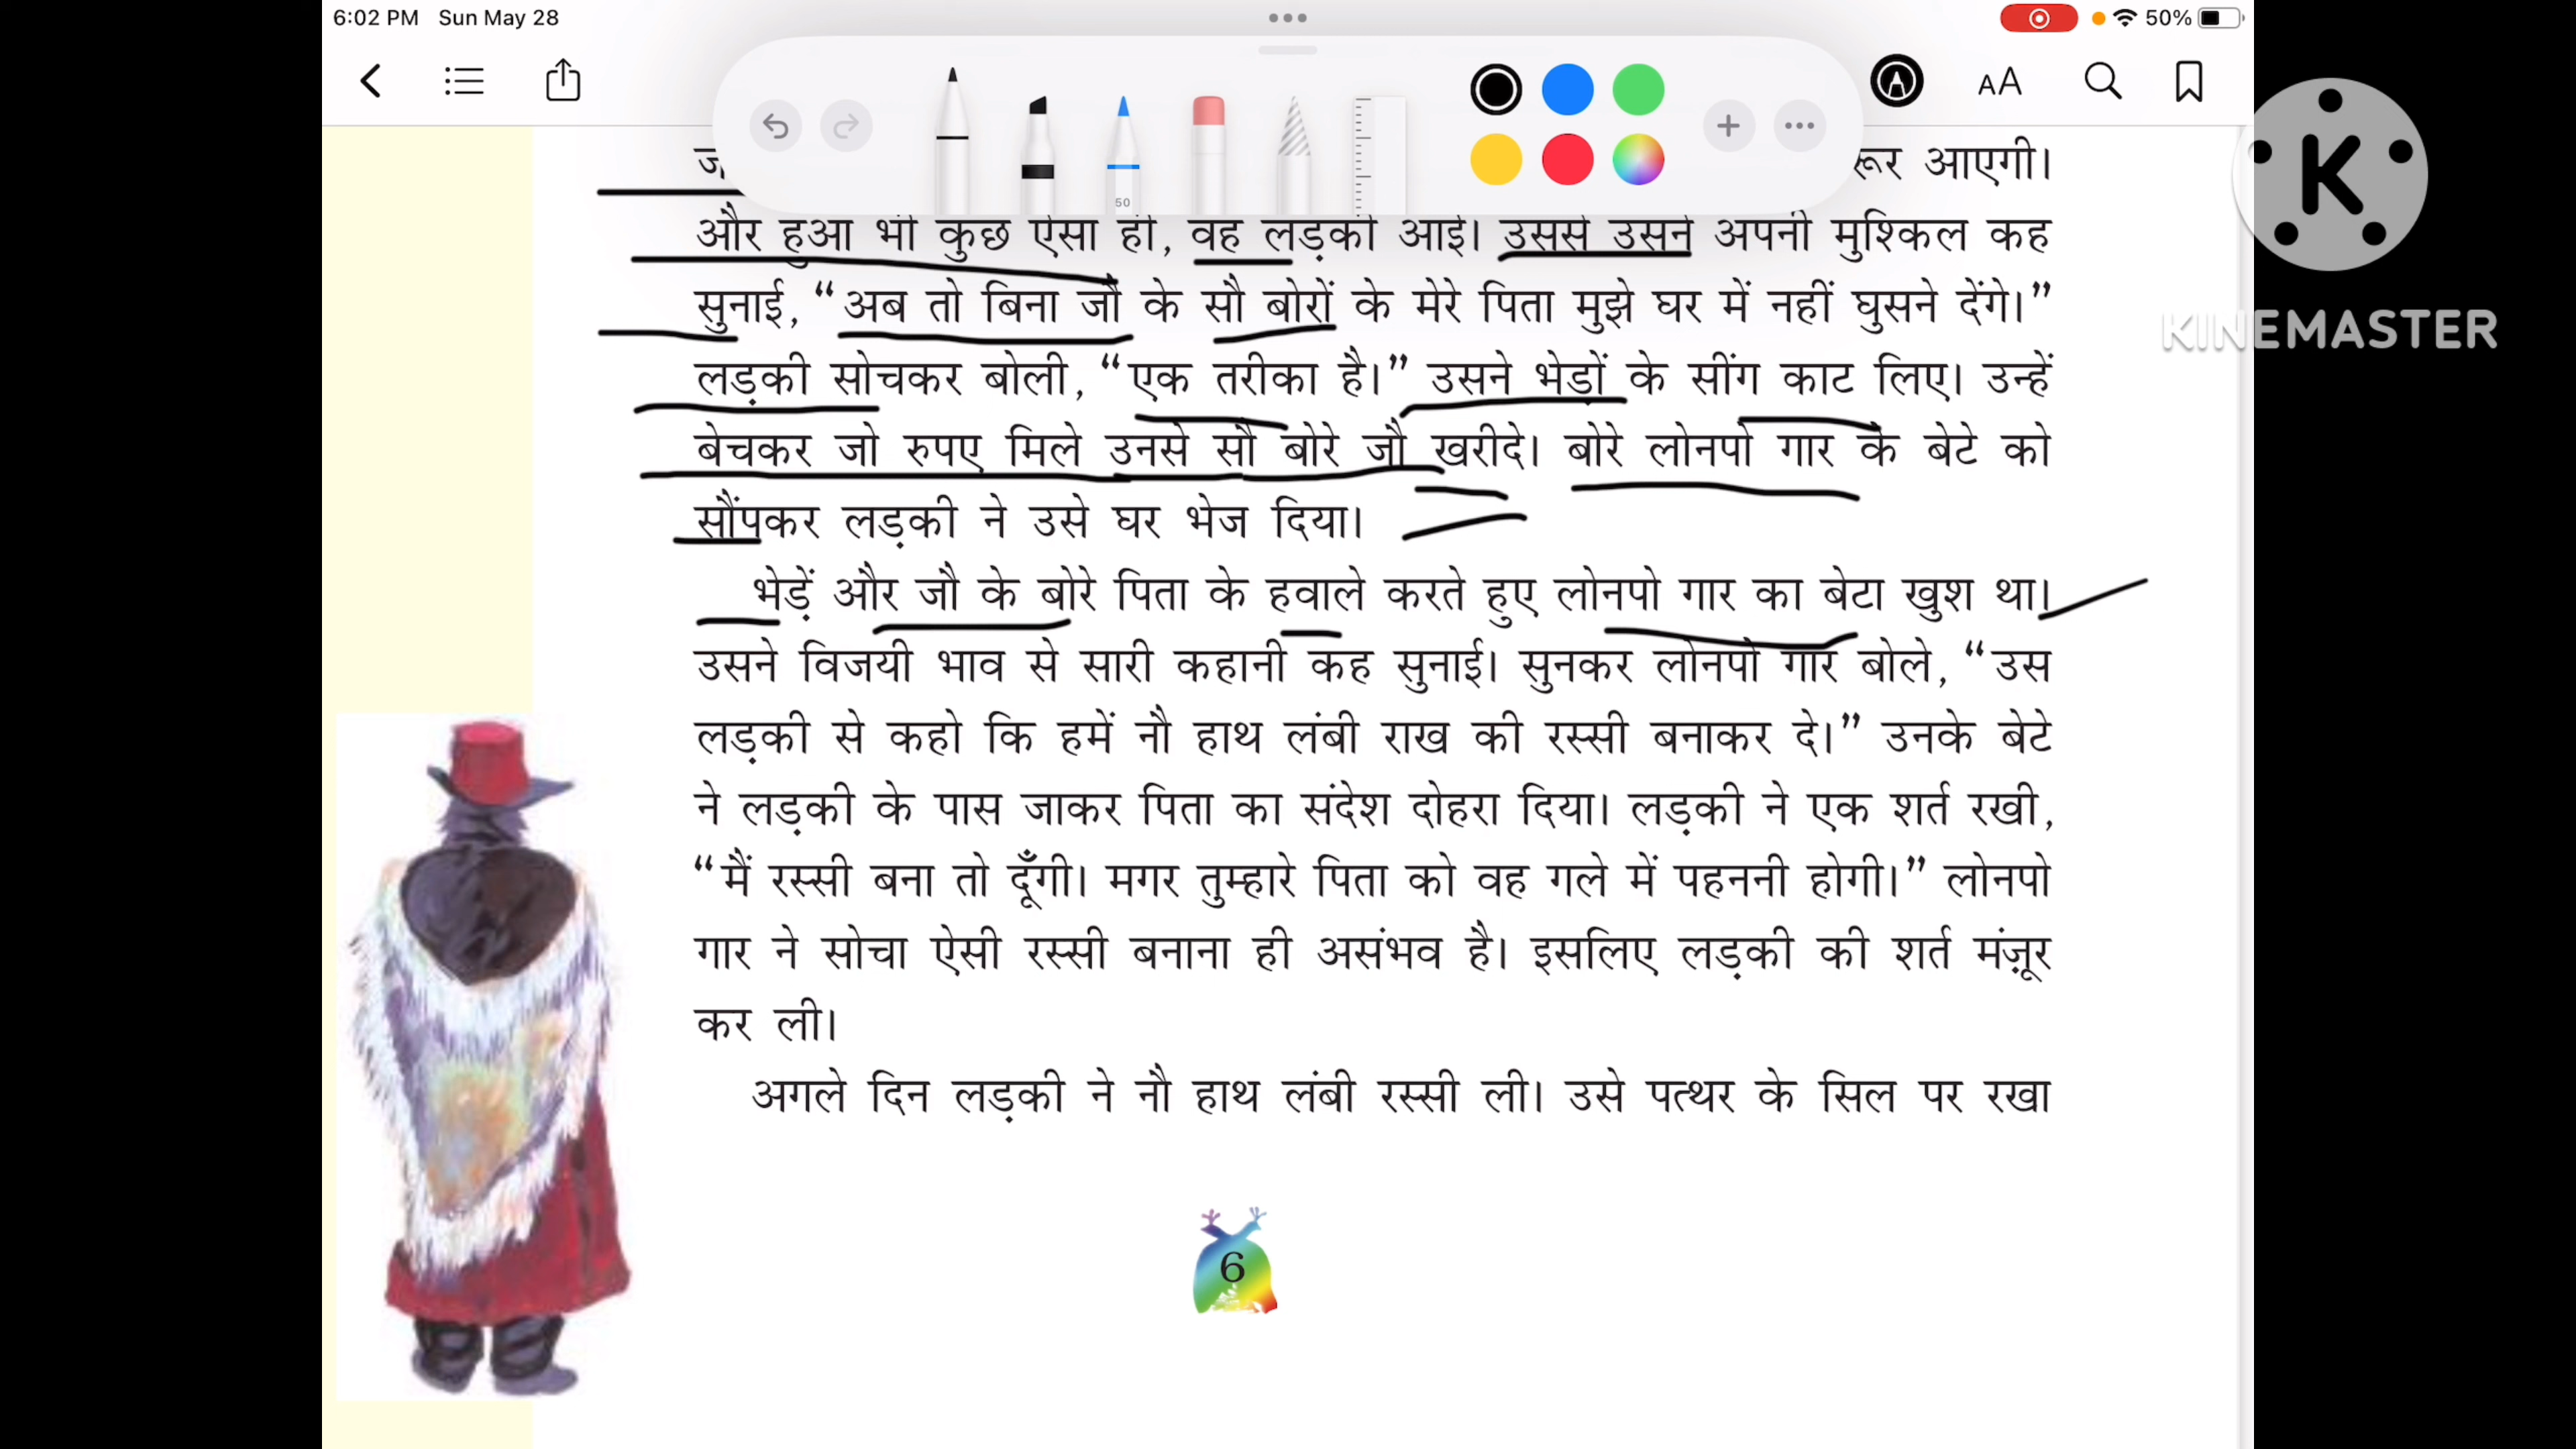 6:02 PM Sun May 28
50%
AA
50
रूर आएगी।
और हुआ भी कुछ ऐसा ही, वह लड़की आई। उससे उसने अपनी मुश्किल कह
सुनाई, “अब तो बिना जौ के सौ बोरों के मेरे पिता मुझे घर में नहीं घुसने देंगे।”
लड़की सोचकर बोली, “एक तरीका है।” उसने भेड़ों के सींग काट लिए। उन्हें
बेचकर जो रुपए मिले उनसे सौ बोरे जौ खरीदे। बोरे लोनपो गार के बेटे को
सौंपकर लड़की ने उसे घर भेज दिया।
भेड़ें और जौ के बोरे पिता के हवाले करते हुए लोनपो गार का बेटा खुश था।
उसने विजयी भाव से सारी कहानी कह सुनाई। सुनकर लोनपो गार बोले, “उस
लड़की से कहो कि हमें नौ हाथ लंबी राख की रस्सी बनाकर दे।” उनके बेटे
ने लड़की के पास जाकर पिता का संदेश दोहरा दिया। लड़की ने एक शर्त रखी,
“मैं रस्सी बना तो दूँगी। मगर तुम्हारे पिता को वह गले में पहननी होगी।” लोनपो
गार ने सोचा ऐसी रस्सी बनाना ही असंभव है। इसलिए लड़की की शर्त मंज़ूर
कर ली।
अगले दिन लड़की ने नौ हाथ लंबी रस्सी ली। उसे पत्थर के सिल पर रखा
6
K
KINEMASTER